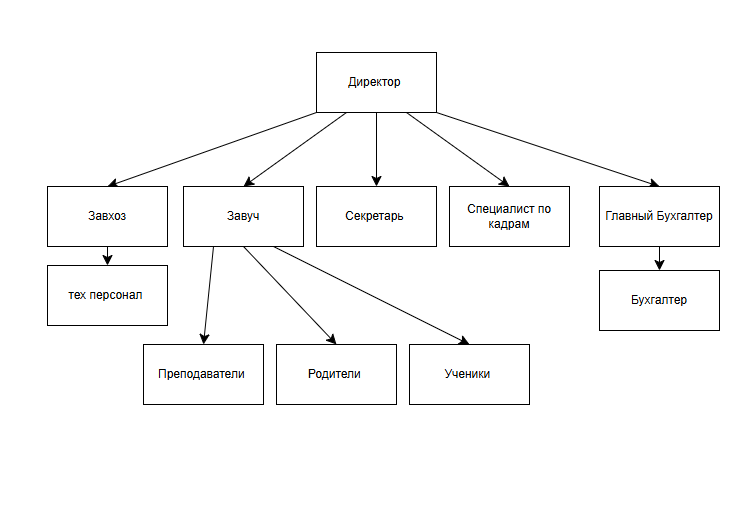 Директор
Завхоз
Завуч
Секретарь
Специалист по
кадрам
Главный Бухгалтер
тех персонал
Бухгалтер
Преподаватели
Родители
Ученики